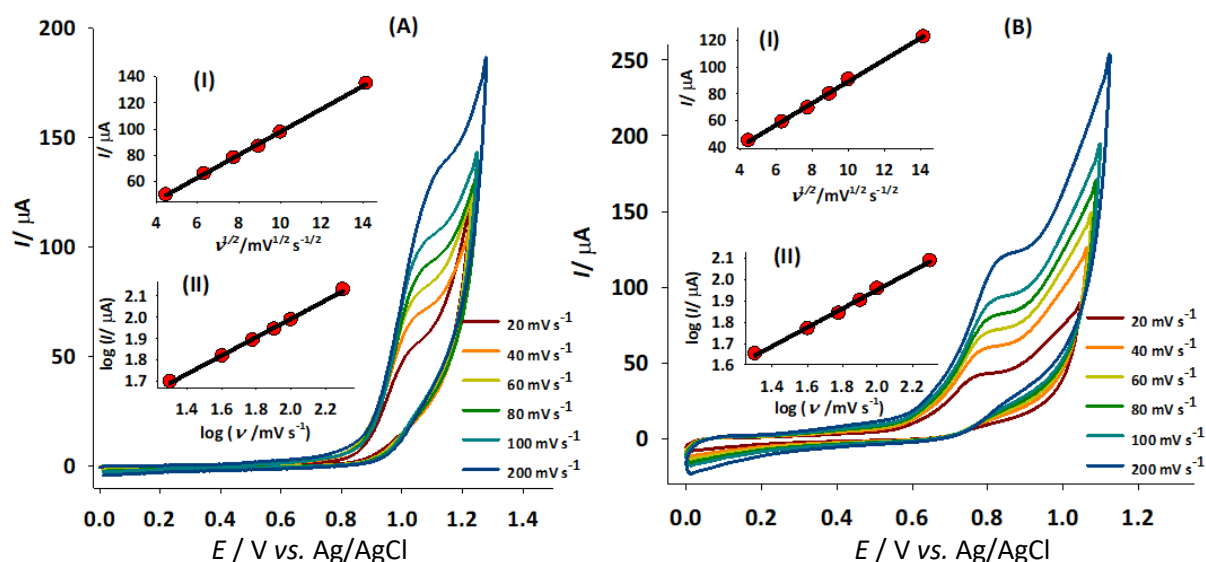 (A)
I/ µA
200
150
100
50
0
0.0 0.2 0.4 0.6 0.8 1.0 1.2 1.4
E / V vs. Ag/AgCl
(I)
I/ µA
140
120
100
80
60
4 6 8 10 12 14
ν1/2/mV1/2 s-1/2
(II)
log (I/ µA)
2.1
2.0
1.9
1.8
1.7
1.4 1.6 1.8 2.0 2.2
log (ν /mV s-1)
20 mV s-1
40 mV s-1
60 mV s-1
80 mV s-1
100 mV s-1
200 mV s-1
(B)
I/ µA
250
200
150
100
50
0
0.0 0.2 0.4 0.6 0.8 1.0 1.2
E / V vs. Ag/AgCl
(I)
I/ µA
120
100
80
60
40
4 6 8 10 12 14
ν1/2/mV1/2 s-1/2
(II)
log (I/ µA)
2.1
2.0
1.9
1.8
1.7
1.6
1.4 1.6 1.8 2.0 2.2
log (ν /mV s-1)
20 mV s-1
40 mV s-1
60 mV s-1
80 mV s-1
100 mV s-1
200 mV s-1